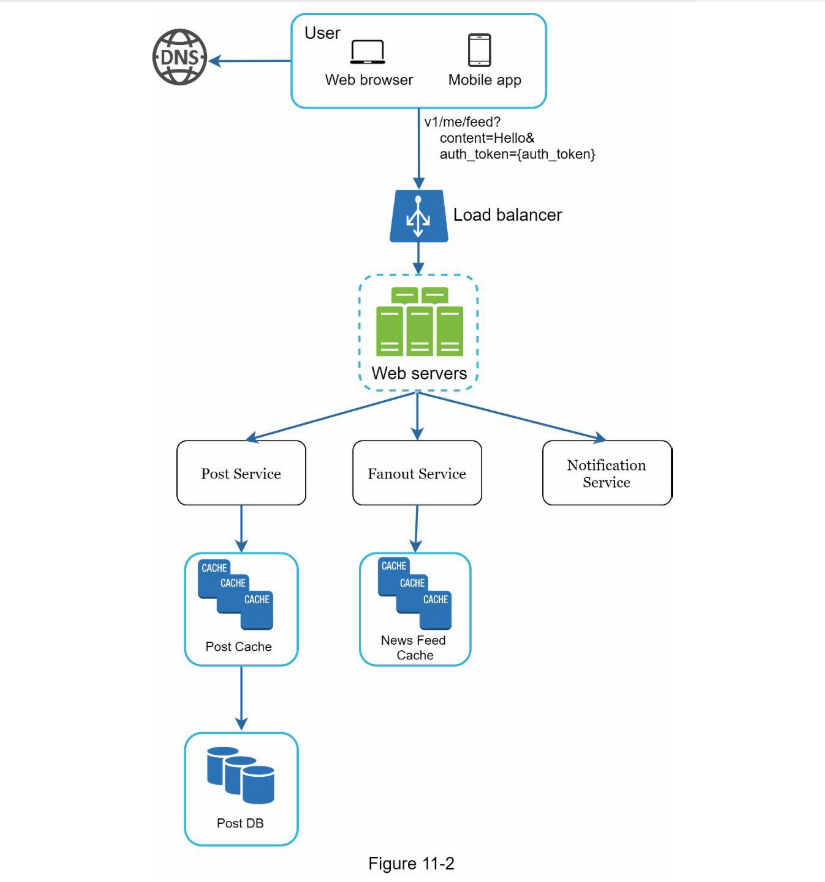 DNS
User
Web browser
Mobile app
v1/me/feed?
content=Hello&
auth_token={auth_token}
Load balancer
Web servers
Post Service
Fanout Service
Notification
Service
CACHE
CACHE
CACHE
Post Cache
CACHE
CACHE
CACHE
News Feed
Cache
Post DB
Figure 11-2